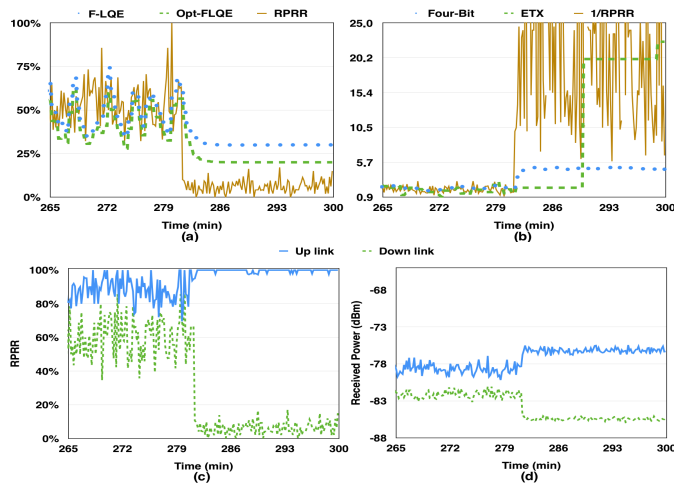 F-LQE Opt-FLQE RPRR
100%
75%
50%
25%
0%
265 272 279 286 293 300
Time (min)
(a)
Four-Bit ETX 1/RPRR
25,0
20,2
15,4
10,5
5,7
0,9
265 272 279 286 293 300
Time (min)
(b)
Up link Down link
RPRR
100%
80%
60%
40%
20%
0%
265 272 279 286 293 300
Time (min)
(c)
Received Power (dBm)
-68
-73
-78
-83
-88
265 272 279 286 293 300
Time (min)
(d)